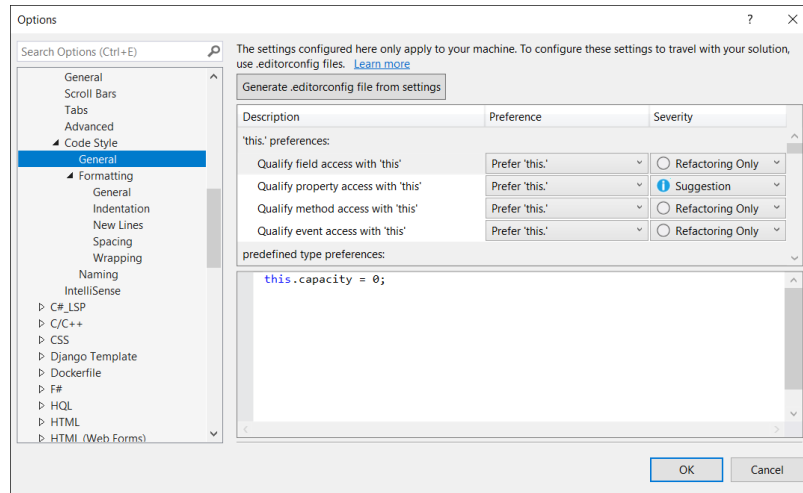 Options
?
Search Options (Ctrl+E)
General
Scroll Bars
Tabs
Advanced
Code Style
General
Formatting
General
Indentation
New Lines
Spacing
Wrapping
Naming
IntelliSense
C#_LSP
C/C++
CSS
Django Template
Dockerfile
F#
HQL
HTML
HTML (Web Forms)
The settings configured here only apply to your machine. To configure these settings to travel with your solution,
use .editorconfig files. Learn more
Generate .editorconfig file from settings
Description Preference Severity
'this.' preferences:
Qualify field access with 'this' Prefer 'this.' Refactoring Only
Qualify property access with 'this' Prefer 'this.' Suggestion
Qualify method access with 'this' Prefer 'this.' Refactoring Only
Qualify event access with 'this' Prefer 'this.' Refactoring Only
predefined type preferences:
this.capacity = 0;
OK Cancel